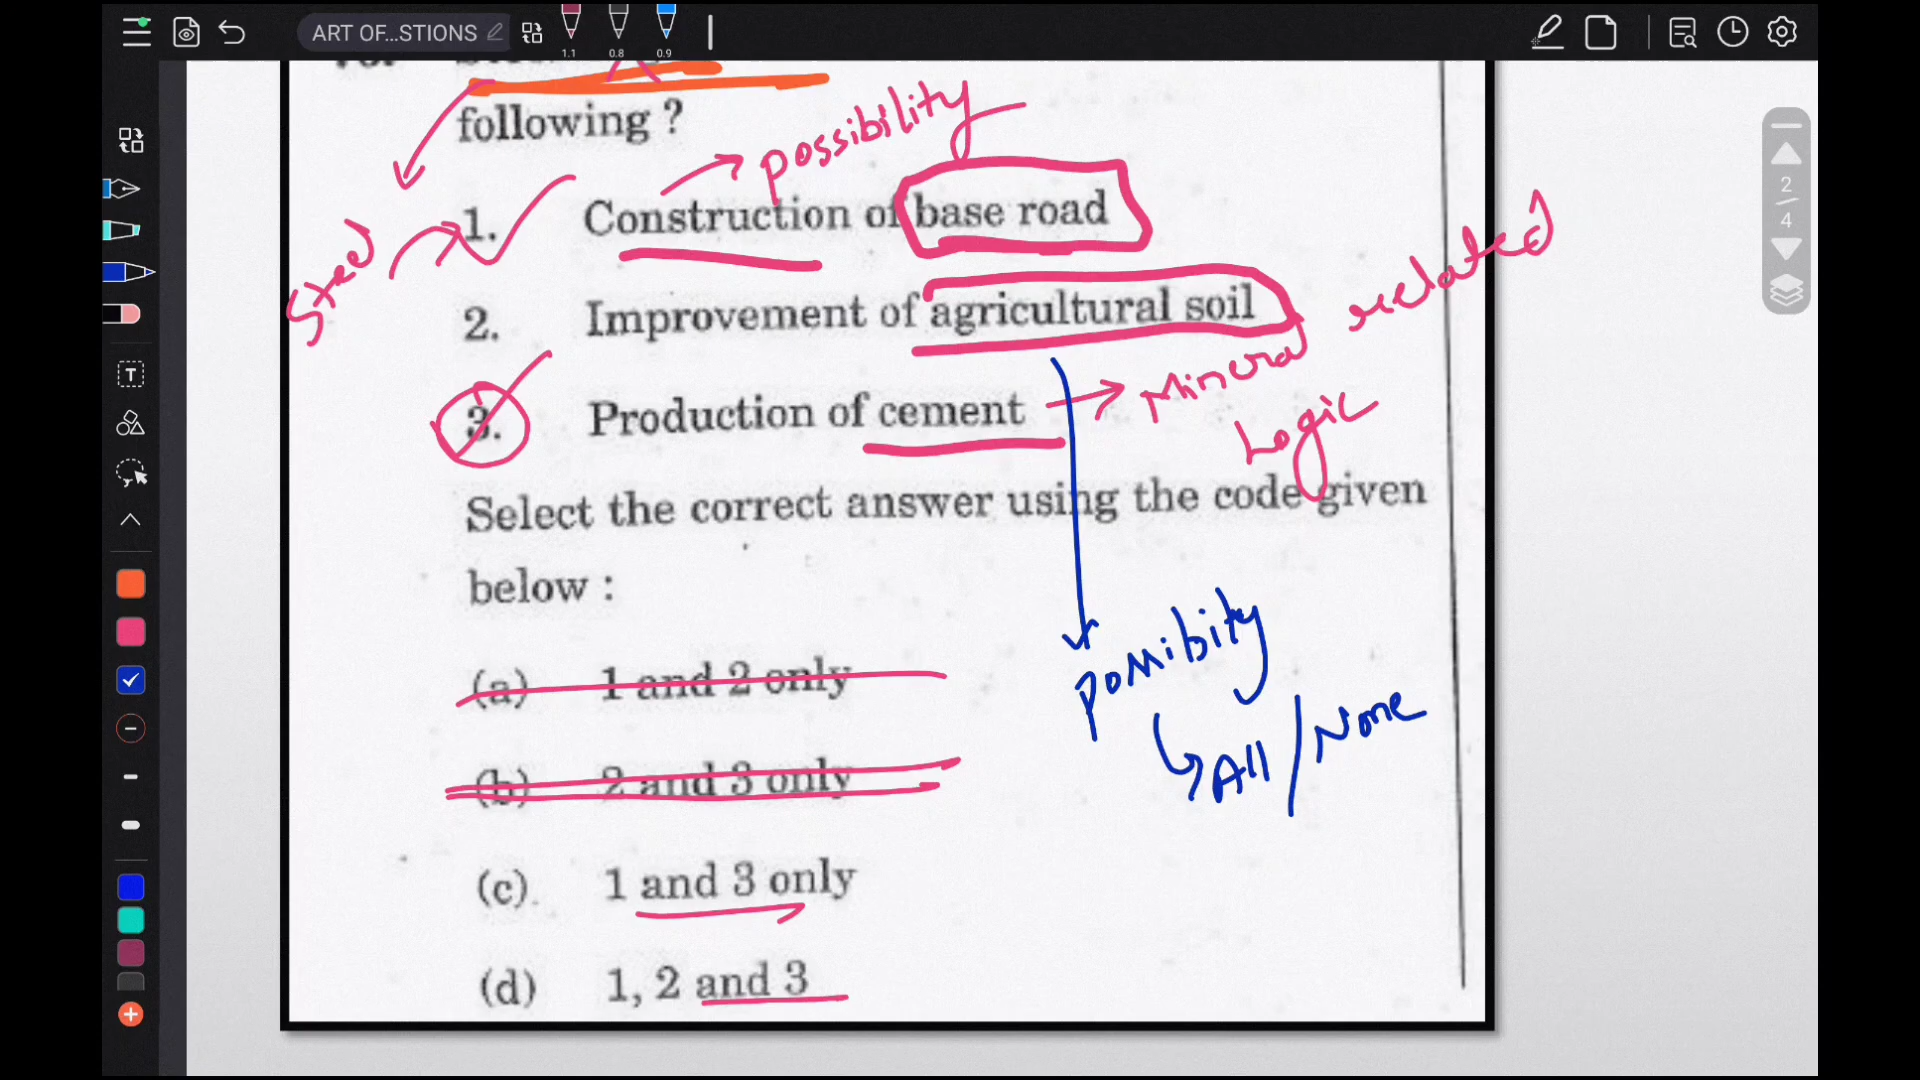 ART OF...STIONS
1.1 0.8 0.9
following ?
possibility
1. Construction of base road
Steel
2. Improvement of agricultural soil
related
3. Production of cement
Mineral
Logic
Select the correct answer using the code given
below :
(a) 1 and 2 only
possibility
(b) 2 and 3 only
All / None
(c). 1 and 3 only
(d) 1, 2 and 3
2
4
T